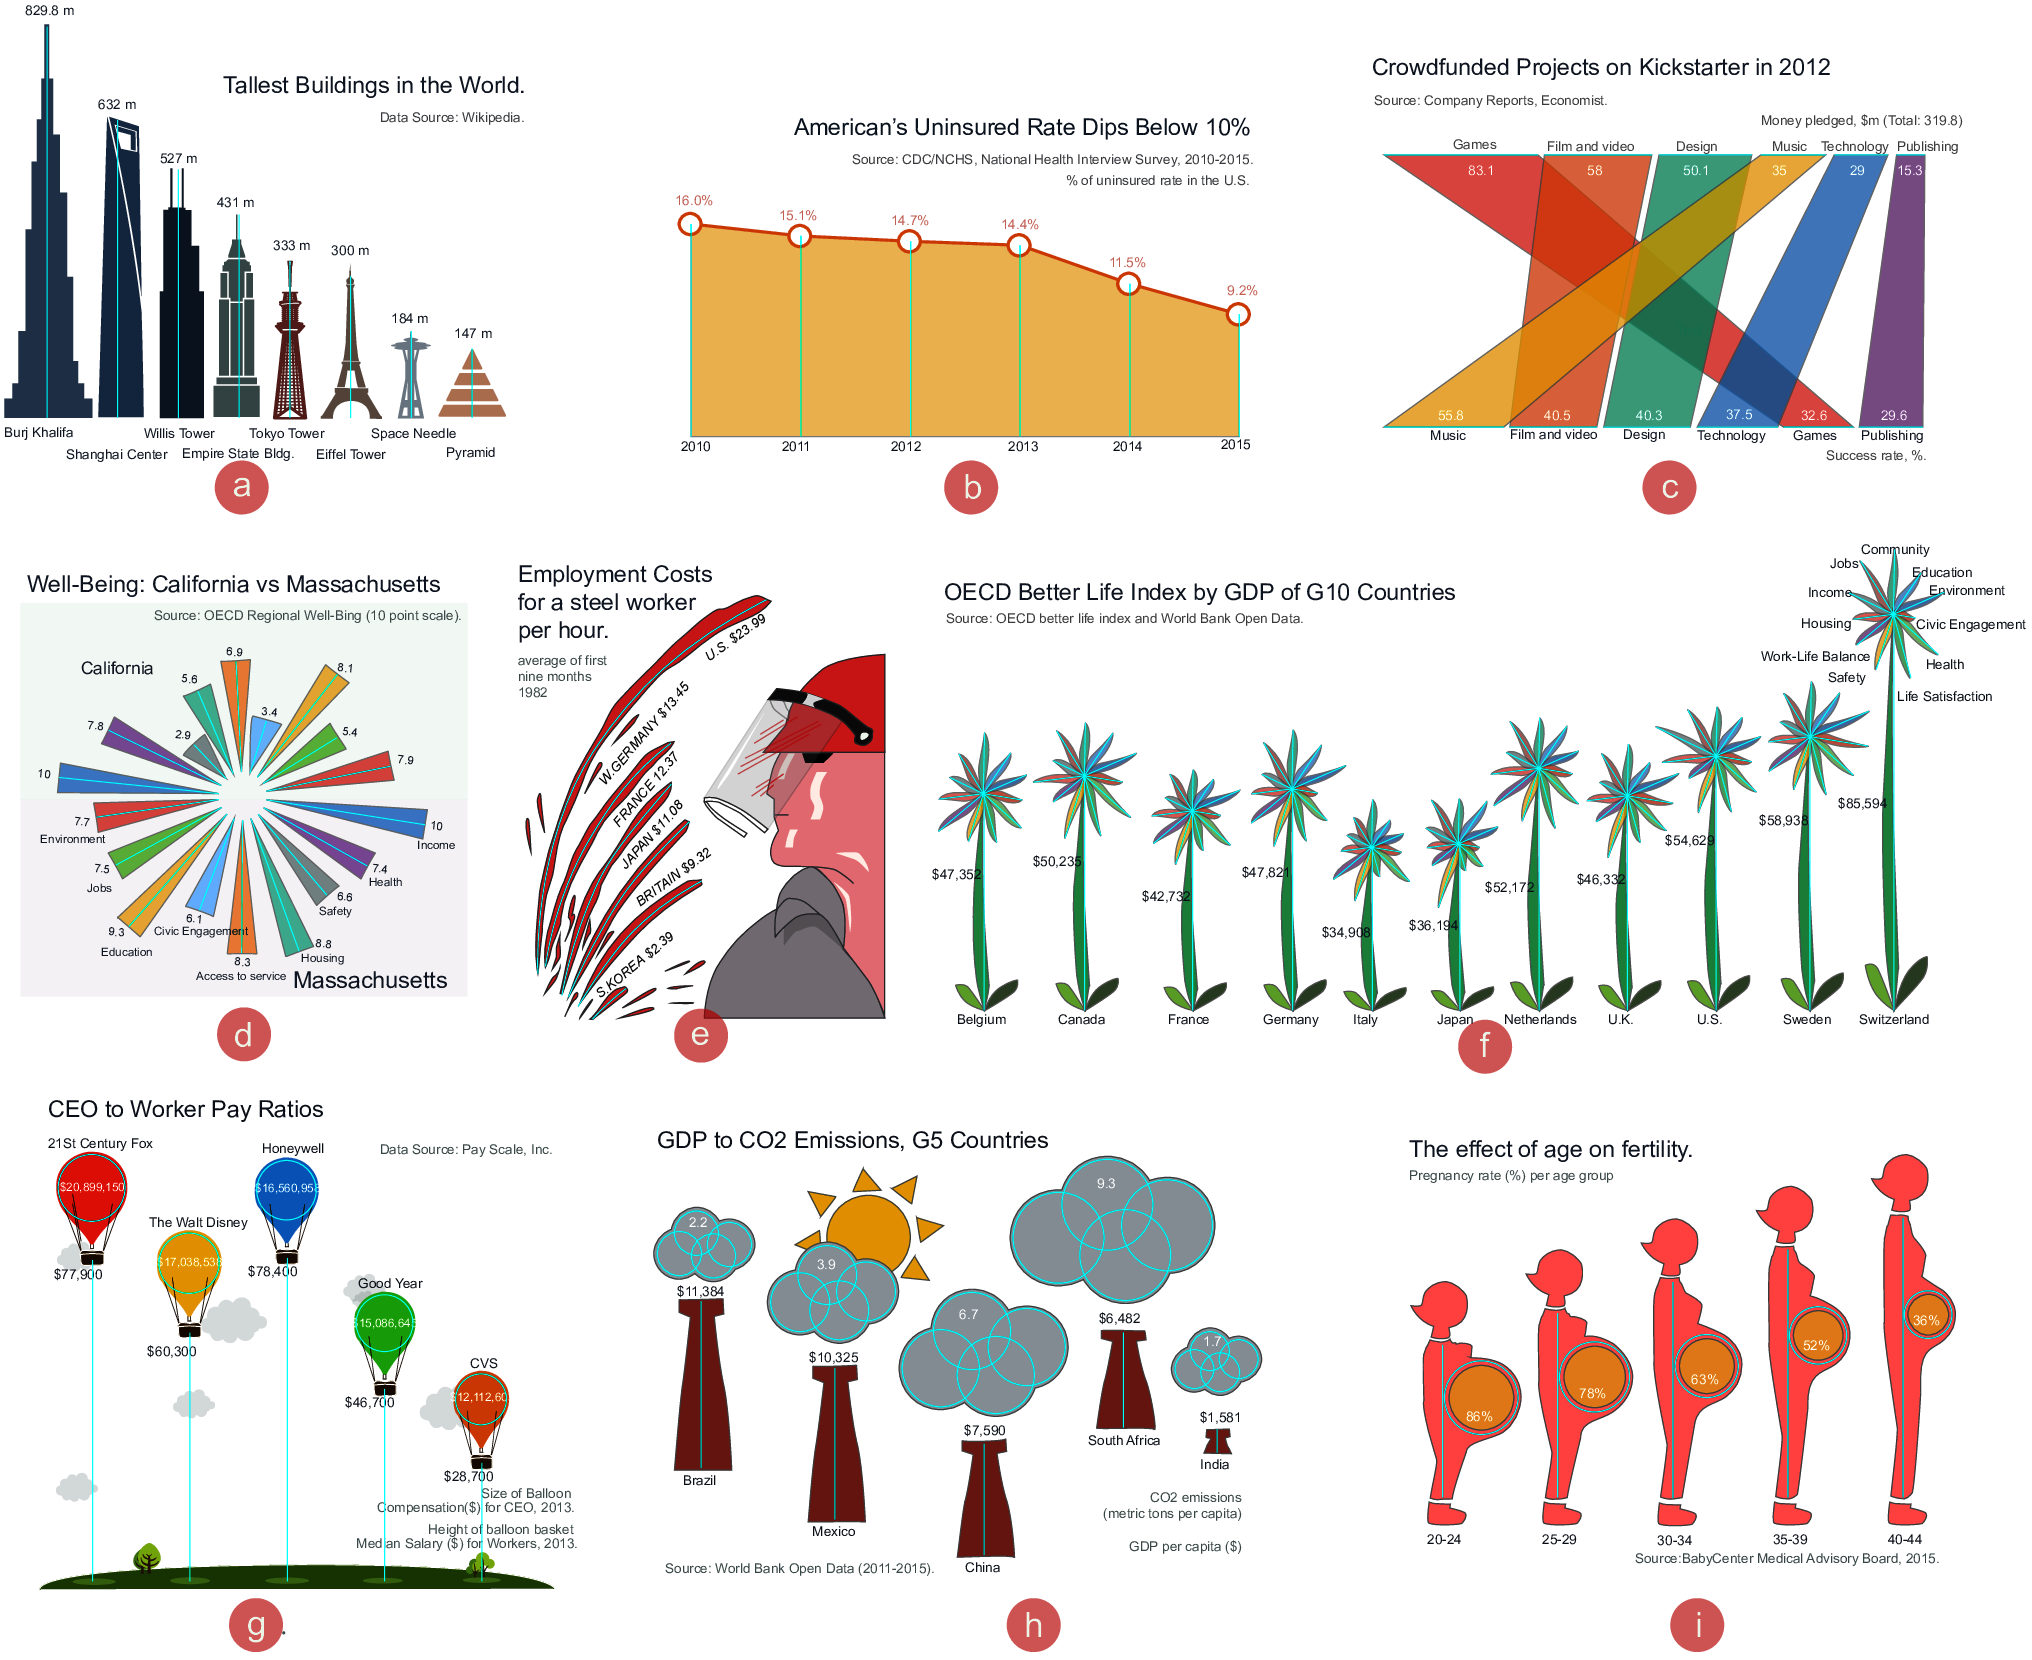 829.8 m
Tallest Buildings in the World.
Data Source: Wikipedia.
632 m
527 m
431 m
333 m
300 m
184 m
147 m
Burj Khalifa
Willis Tower
Tokyo Tower
Space Needle
Shanghai Center
Empire State Bldg.
Eiffel Tower
Pyramid
a
American's Uninsured Rate Dips Below 10%
Source: CDC/NCHS, National Health Interview Survey, 2010-2015.
% of uninsured rate in the U.S.
16.0%
15.1%
14.7%
14.4%
11.5%
9.2%
2010
2011
2012
2013
2014
2015
b
Crowdfunded Projects on Kickstarter in 2012
Source: Company Reports, Economist.
Money pledged, $m (Total: 319.8)
Games
Film and video
Design
Music
Technology
Publishing
83.1
58
50.1
35
29
15.3
55.8
40.5
40.3
37.5
32.6
29.6
Music
Film and video
Design
Technology
Games
Publishing
Success rate, %.
c
Well-Being: California vs Massachusetts
Source: OECD Regional Well-Bing (10 point scale).
California
6.9
8.1
5.6
3.4
7.8
2.9
5.4
7.9
10
7.7
Environment
10
Income
7.5
Jobs
7.4
Health
6.6
Safety
9.3
Education
6.1
Civic Engagement
8.3
Access to service
8.8
Housing
Massachusetts
d
Employment Costs
for a steel worker
per hour.
average of first
nine months
1982
U.S. $23.99
W.GERMANY $13.45
FRANCE 12.37
JAPAN $11.08
BRITAIN $9.32
S.KOREA $2.39
e
OECD Better Life Index by GDP of G10 Countries
Source: OECD better life index and World Bank Open Data.
Community
Jobs
Education
Income
Environment
Housing
Civic Engagement
Work-Life Balance
Health
Safety
Life Satisfaction
$47,352
$50,235
$42,732
$47,821
$34,908
$36,194
$52,172
$46,332
$54,629
$58,938
$85,594
Belgium
Canada
France
Germany
Italy
Japan
Netherlands
U.K.
U.S.
Sweden
Switzerland
f
CEO to Worker Pay Ratios
21St Century Fox
Honeywell
Data Source: Pay Scale, Inc.
$20,899,150
$16,560,95
The Walt Disney
$17,038,538
$77,900
$78,400
Good Year
15,086,64
$60,300
CVS
$46,700
12,112,60
$28,700
Size of Balloon
Compensation($) for CEO, 2013.
Height of balloon basket
Median Salary ($) for Workers, 2013.
g
GDP to CO2 Emissions, G5 Countries
2.2
3.9
6.7
9.3
1.7
$11,384
$10,325
$7,590
$6,482
$1,581
Brazil
Mexico
China
South Africa
India
CO2 emissions
(metric tons per capita)
GDP per capita ($)
Source: World Bank Open Data (2011-2015).
h
The effect of age on fertility.
Pregnancy rate (%) per age group
86%
78%
63%
52%
36%
20-24
25-29
30-34
35-39
40-44
Source:BabyCenter Medical Advisory Board, 2015.
i